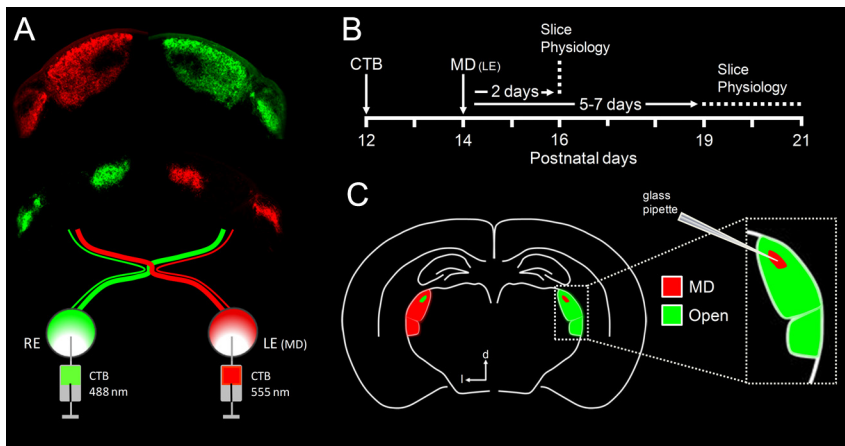 A
RE
LE (MD)
CTB
488 nm
CTB
555 nm
B
CTB
MD (LE)
Slice
Physiology
2 days
5-7 days
Slice
Physiology
12
14
16
19
21
Postnatal days
C
glass
pipette
MD
Open
d
l